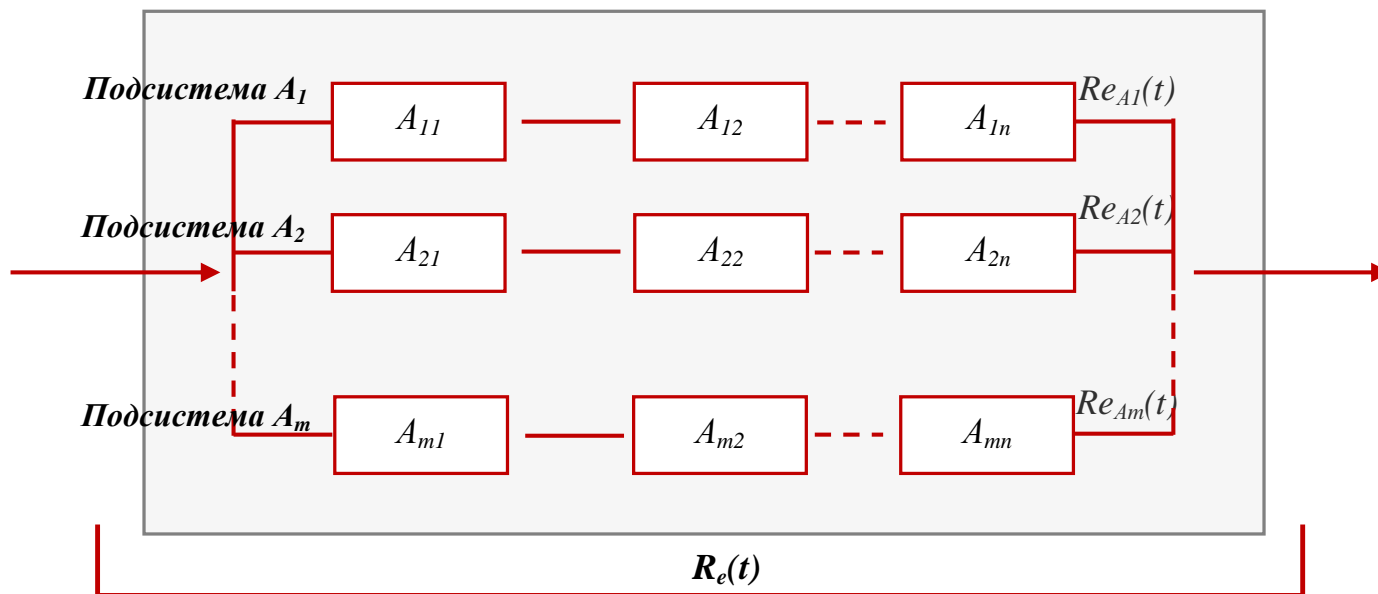 Подсистема A1
A11 A12 A1n ReA1(t)
Подсистема A2
A21 A22 A2n ReA2(t)
Подсистема Am
Am1 Am2 Amn ReAm(t)
Re(t)